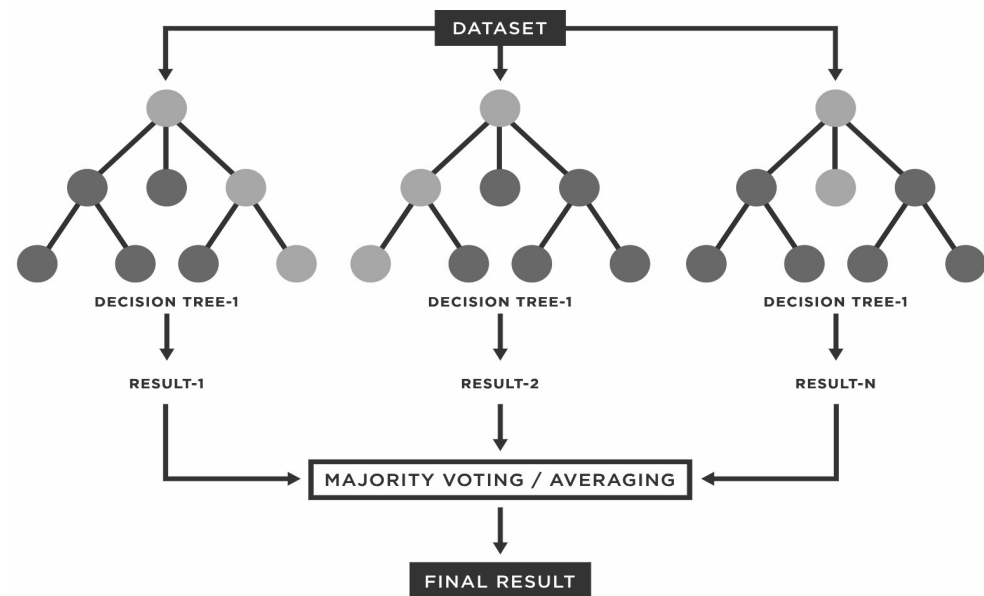 DATASET
DECISION TREE-1
DECISION TREE-1
DECISION TREE-1
RESULT-1
RESULT-2
RESULT-N
MAJORITY VOTING / AVERAGING
FINAL RESULT